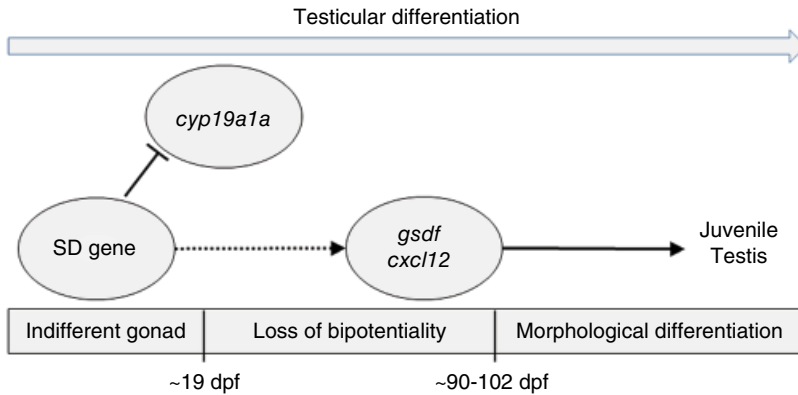 Testicular differentiation
cyp19a1a
SD gene
gsdf
cxcl12
Juvenile
Testis
Indifferent gonad
Loss of bipotentiality
Morphological differentiation
~19 dpf
~90-102 dpf